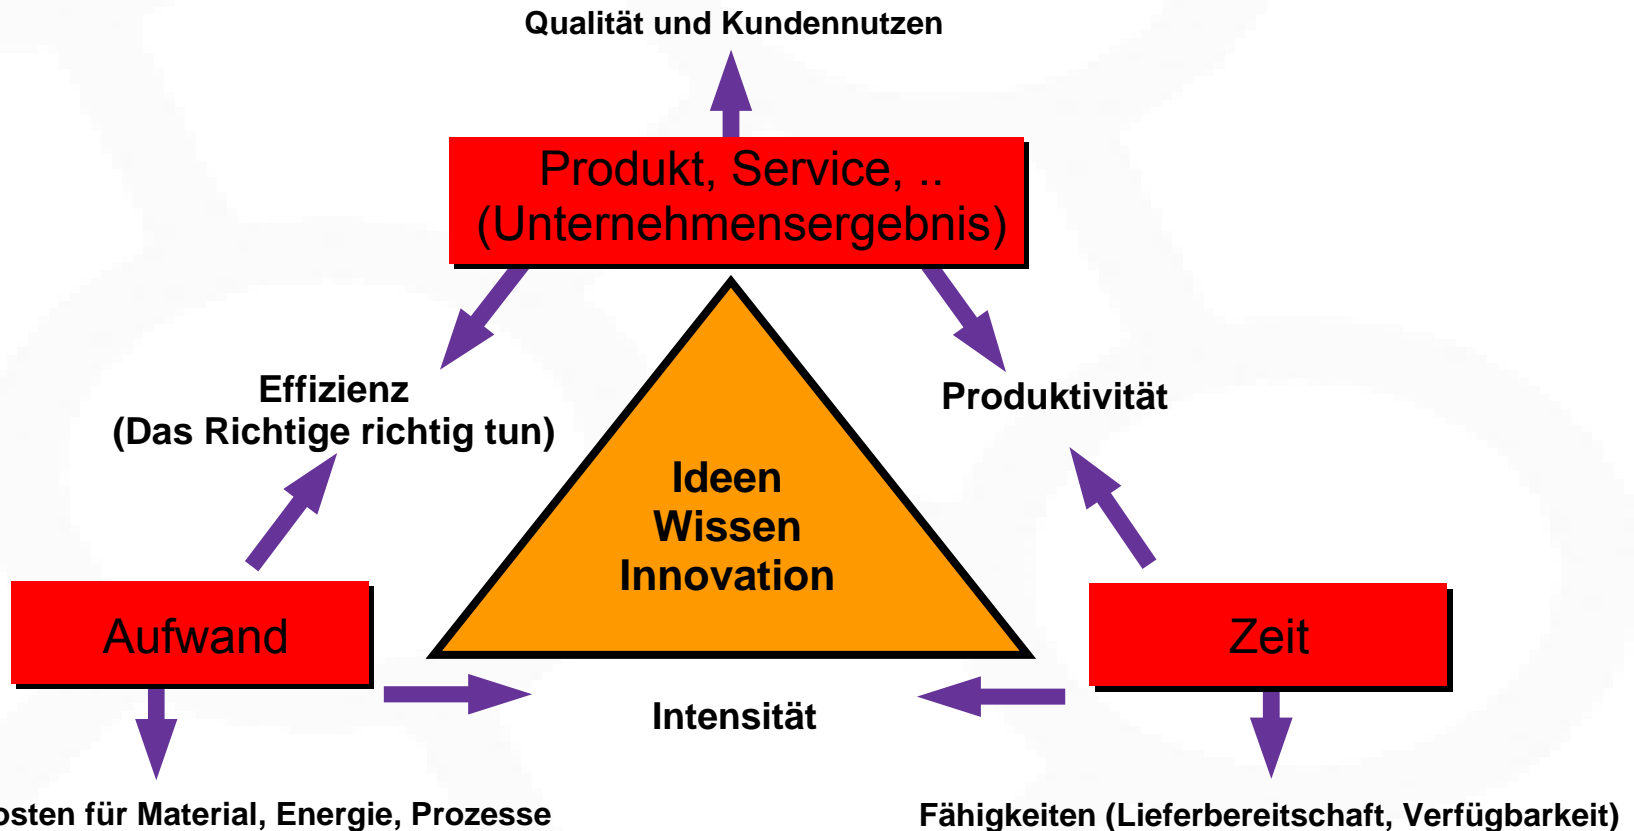 Qualität und Kundennutzen
Produkt, Service, ..
(Unternehmensergebnis)
Effizienz
(Das Richtige richtig tun)
Produktivität
Ideen
Wissen
Innovation
Aufwand
Zeit
Intensität
osten für Material, Energie, Prozesse
Fähigkeiten (Lieferbereitschaft, Verfügbarkeit)